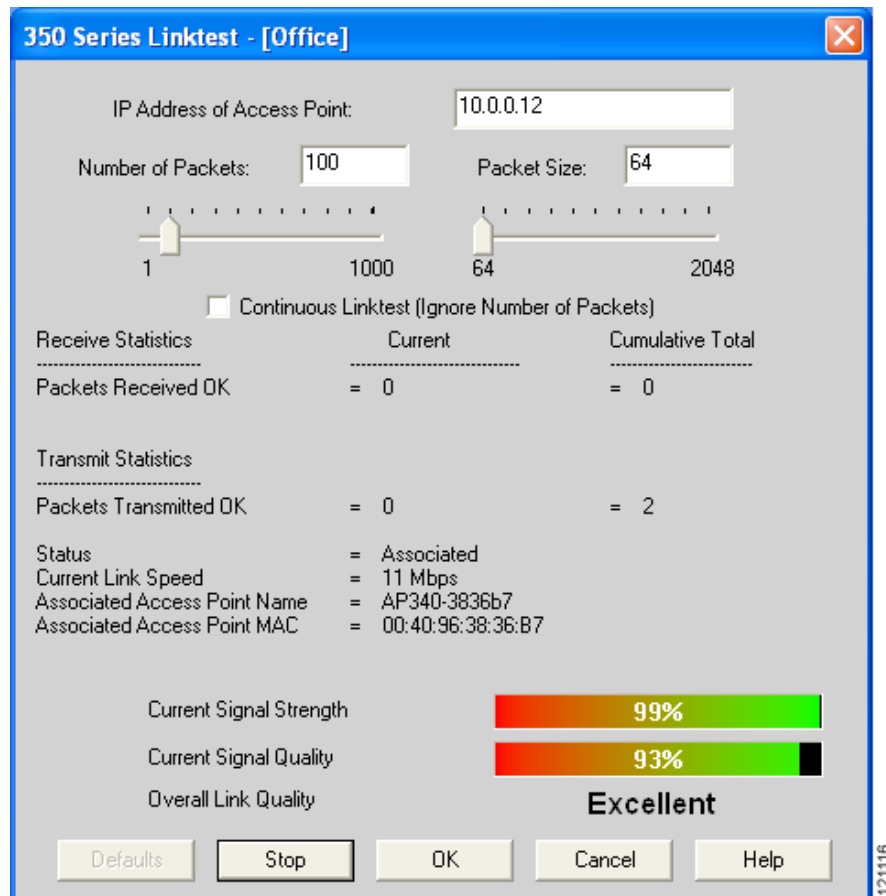 350 Series Linktest - [Office]
IP Address of Access Point: 10.0.0.12
Number of Packets: 100 Packet Size: 64
1 1000 64 2048
Continuous Linktest (Ignore Number of Packets)
Receive Statistics Current Cumulative Total
----------------------------- ------------------------------ -------------------------
Packets Received OK = 0 = 0
Transmit Statistics
-----------------------------
Packets Transmitted OK = 0 = 2
Status = Associated
Current Link Speed = 11 Mbps
Associated Access Point Name = AP340-3836b7
Associated Access Point MAC = 00:40:96:38:36:B7
Current Signal Strength 99%
Current Signal Quality 93%
Overall Link Quality Excellent
Defaults Stop OK Cancel Help
121116